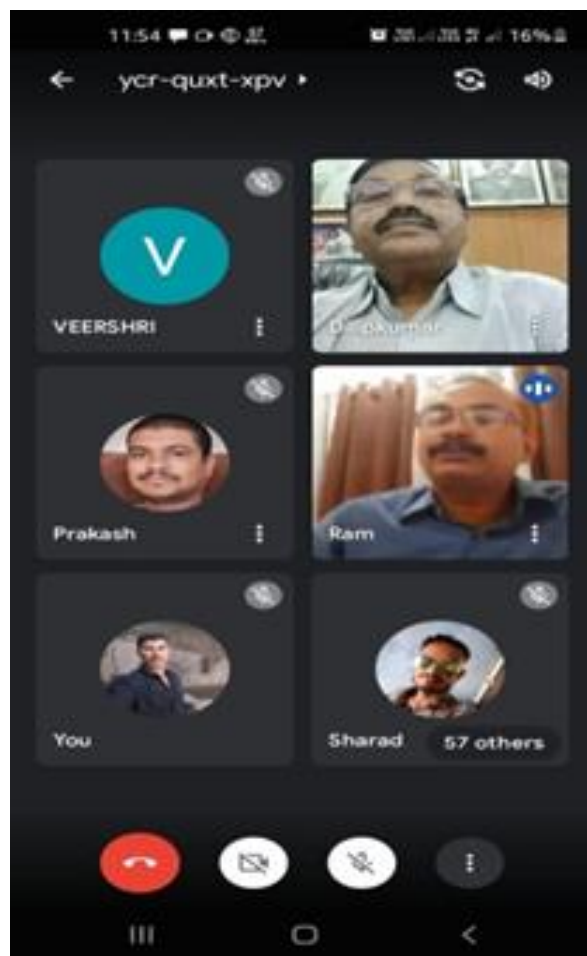 11:54 16%
ycr-quxt-xpv
V
VEERSHRI
Prakash
Ram
You
Sharad 57 others